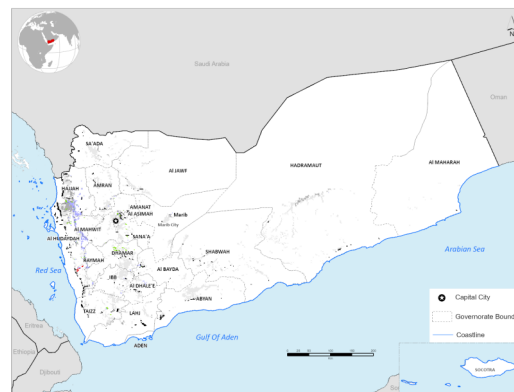 Saudi Arabia
Oman
SA'ADA
Al JAWF
HADRAMAUT
Al MAHARAH
AMRAN
HAJJAH
AMANAT
Al ASIMAH
Marib
Marib City
Al MAHWIT
SANA'A
Al HUDAYDAH
DHAMAR
SHABWAH
Arabian Sea
RAYMAH
Al BAYDA
Red Sea
IBB
Al DHALE'E
ABYAN
Capital City
TAIZZ
LAHJ
Governorate Bound
Eritrea
Gulf Of Aden
Coastline
ADEN
Ethiopia
Djibouti
SOCOTRA